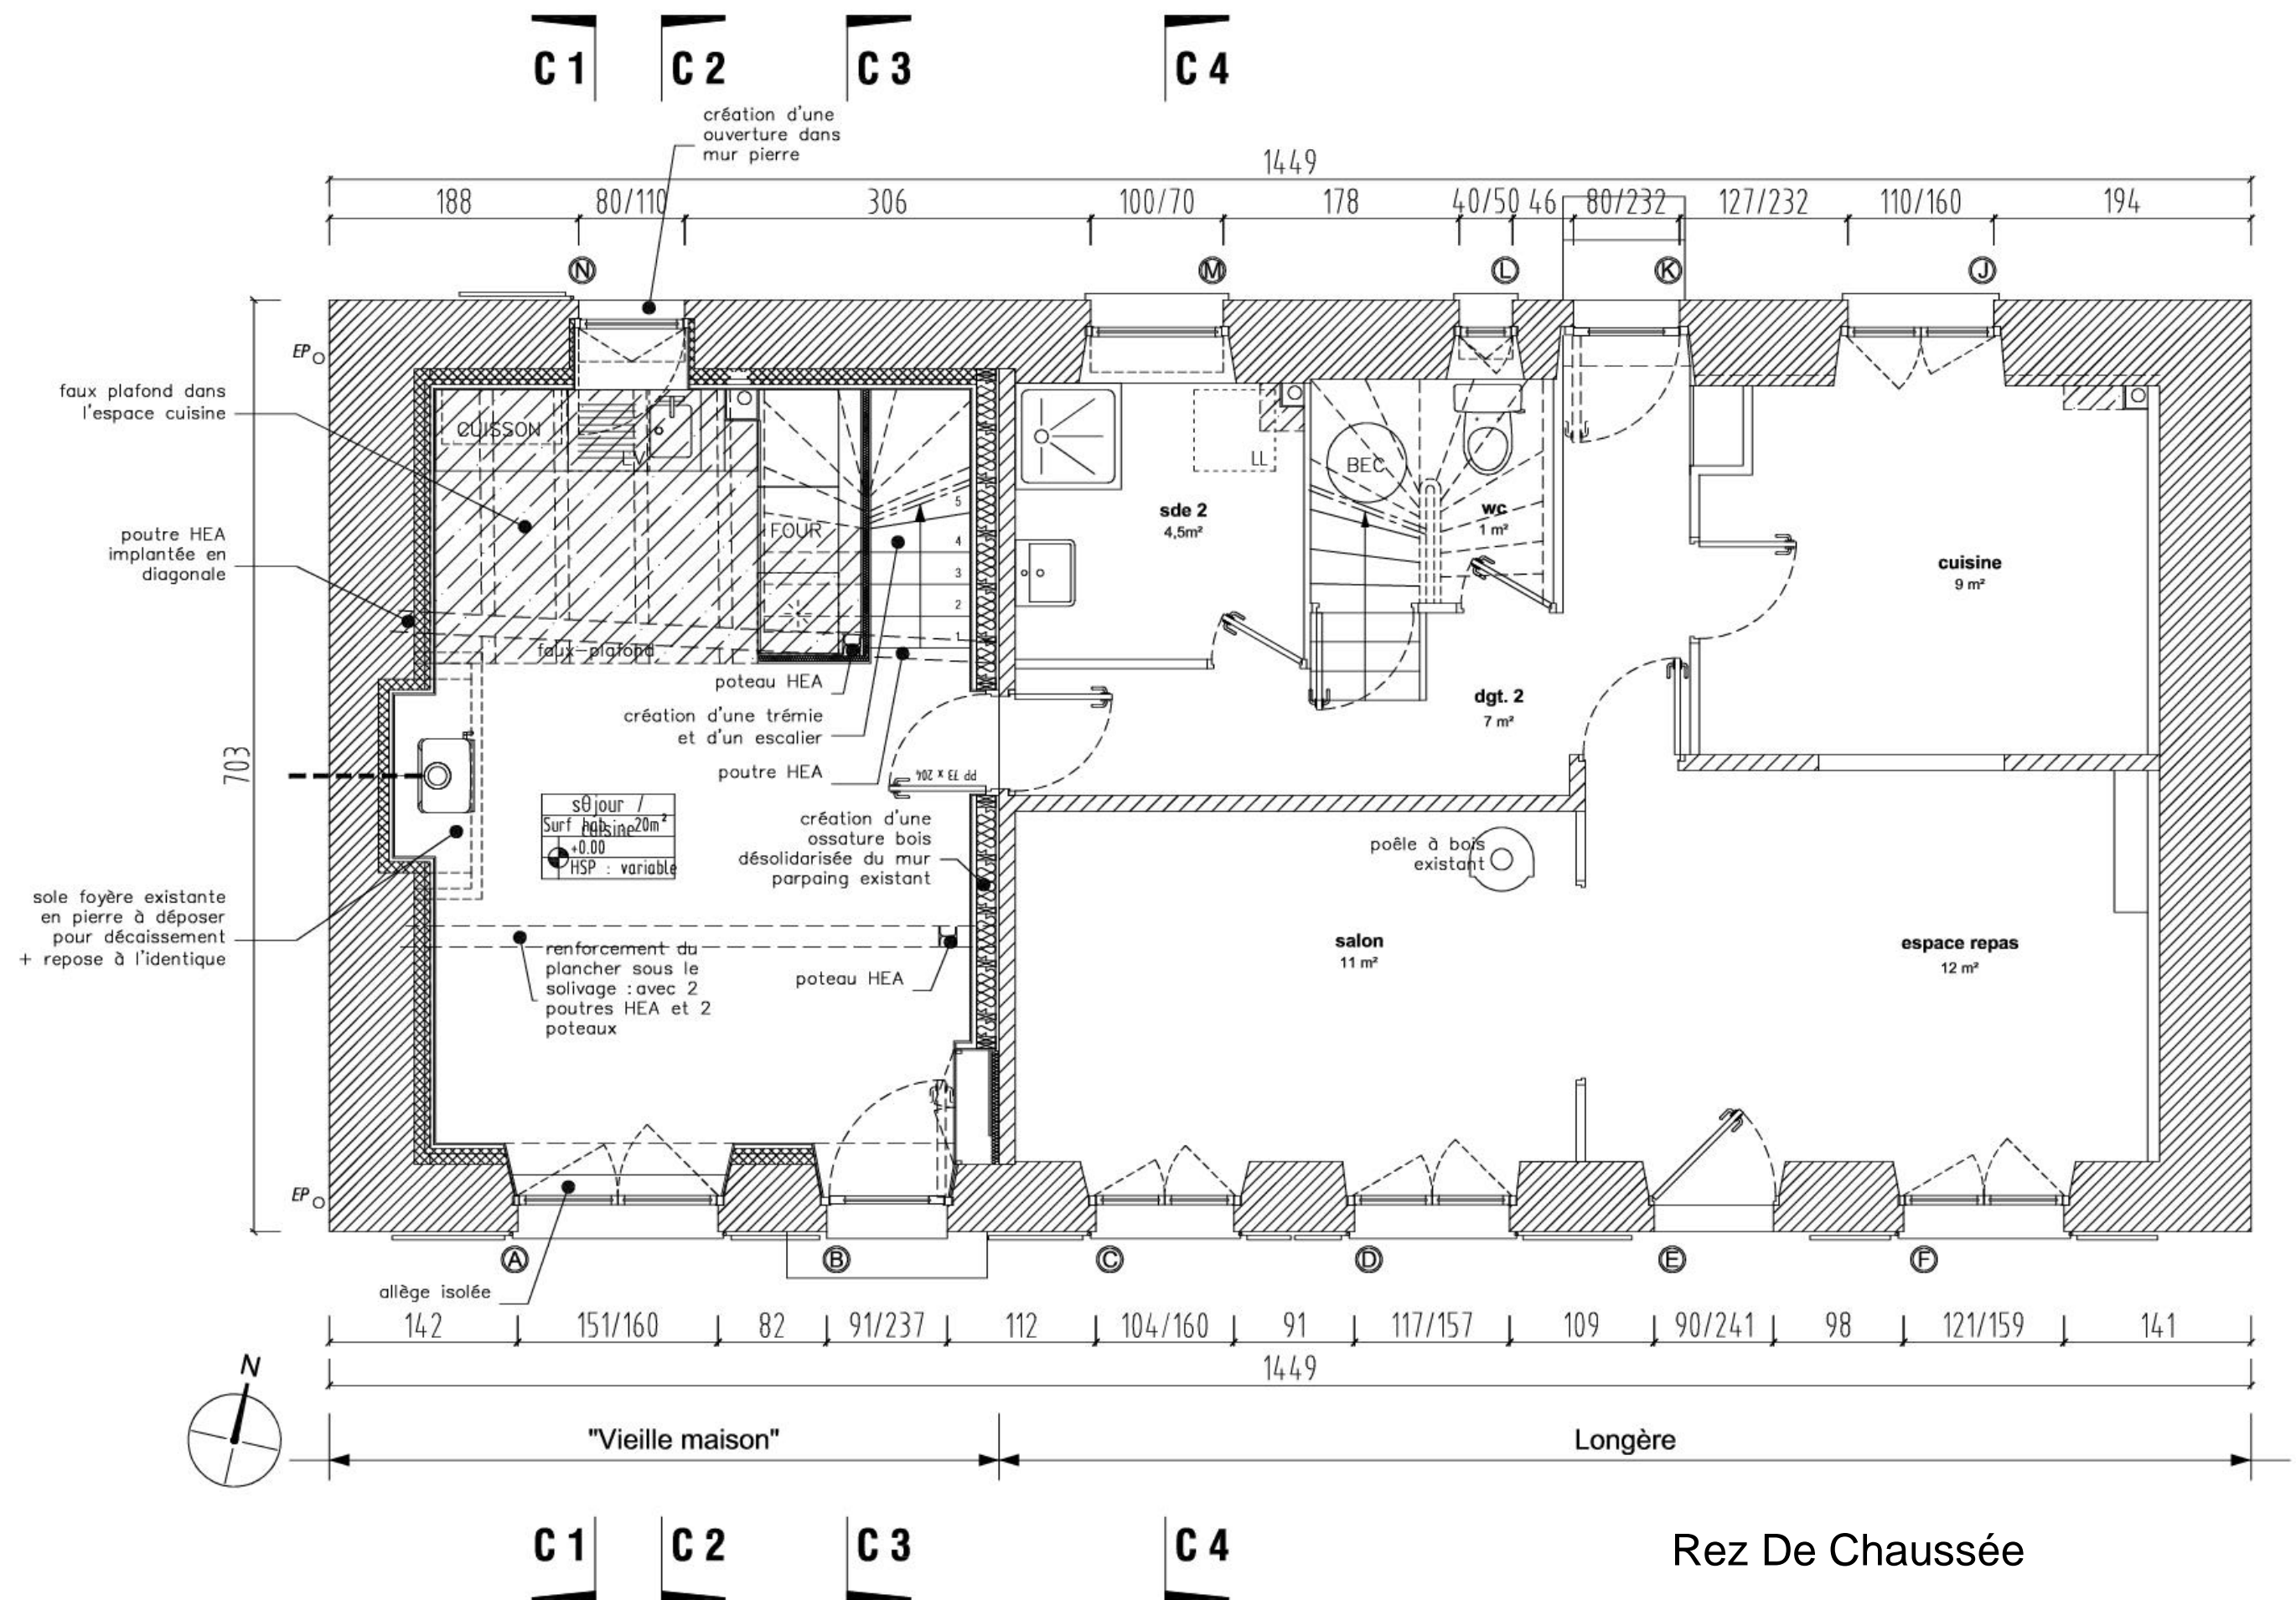 C 1
C 2
C 3
C 4
création d'une
ouverture dans
mur pierre
1449
188
80/110
306
100/70
178
40/50
46
80/232
127/232
110/160
194
N
M
L
K
J
EP
faux plafond dans
l'espace cuisine
poutre HEA
implantée en
diagonale
703
sole foyère existante
en pierre à déposer
pour décaissement
+ repose à l'identique
EP
CUISSON
LL
FOUR
5
4
3
2
1
faux-plafond
poteau HEA
création d'une trémie
et d'un escalier
poutre HEA
PP 73 x 204
séjour /
cuisine
Surf hab : 20m²
+0.00
HSP : variable
création d'une
ossature bois
désolidarisée du mur
parpaing existant
renforcement du
plancher sous le
solivage : avec 2
poutres HEA et 2
poteaux
poteau HEA
LL
sde 2
4,5m²
BEC
wc
1 m²
dgt. 2
7 m²
cuisine
9 m²
poêle à bois
existant
salon
11 m²
espace repas
12 m²
A
B
C
D
E
F
allège isolée
142
151/160
82
91/237
112
104/160
91
117/157
109
90/241
98
121/159
141
1449
N
"Vieille maison"
Longère
C 1
C 2
C 3
C 4
Rez De Chaussée